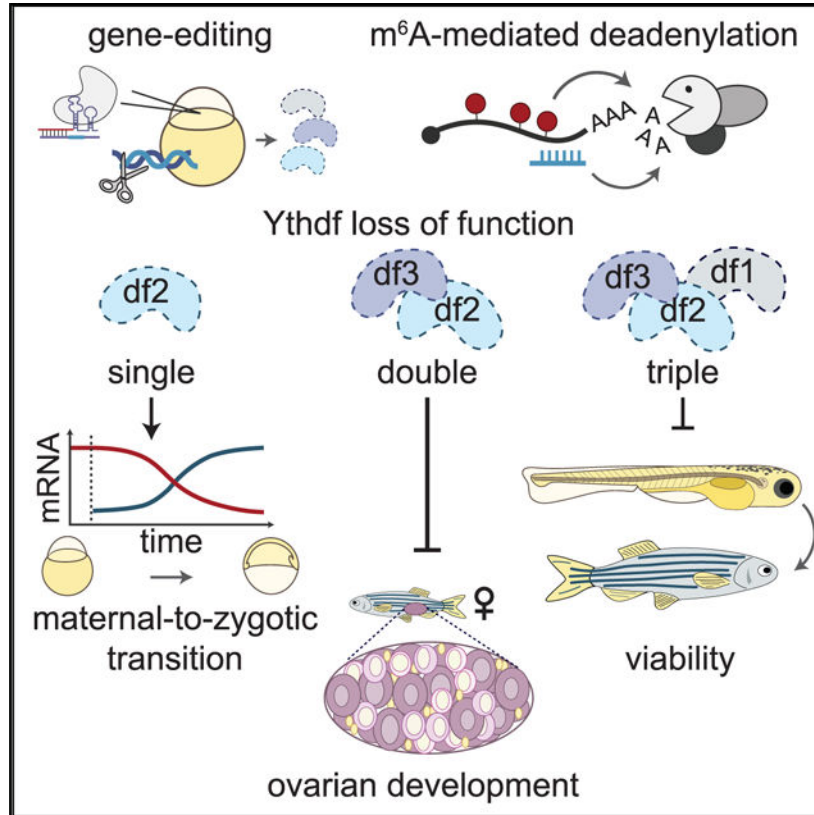 gene-editing
m⁶A-mediated deadenylation
AAA
A
A
A
Ythdf loss of function
df2
df3
df2
df3
df1
df2
single
double
triple
mRNA
time
maternal-to-zygotic
transition
♀
viability
ovarian development